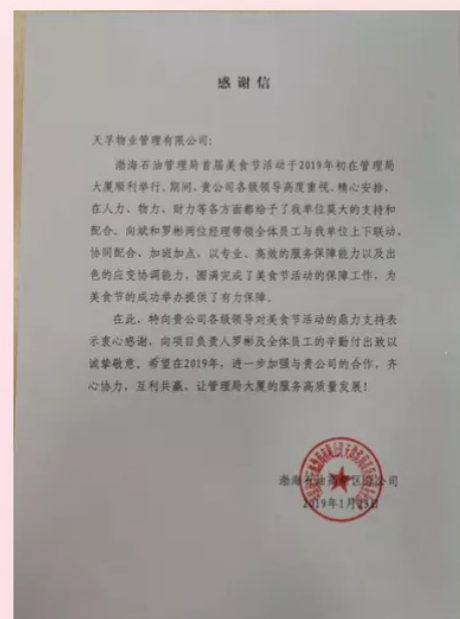 感谢信
天孚物业管理有限公司:
渤海石油管理局首届美食节活动于2019年初在管理局
大厦顺利举行。期间,贵公司各级领导高度重视、精心安排、
在人力、物力、财力等各方面都给予了我单位莫大的支持和
配合。向斌和罗彬两位经理带领全体员工与我单位上下联动,
协同配合、加班加点,以专业、高效的服务保障能力以及出
色的应变协调能力,圆满完成了美食节活动的保障工作,为
美食节的成功举办提供了有力保障。
在此、特向贵公司各级领导对美食节活动的鼎力支持表
示衷心感谢,向项目负责人罗彬及全体员工的辛勤付出致以
诚挚敬意、希望在2019年,进一步加强与贵公司的合作,齐
心协力,互利共赢,让管理局大厦的服务高质量发展!
渤海石油 区 公司
2019年1月23日